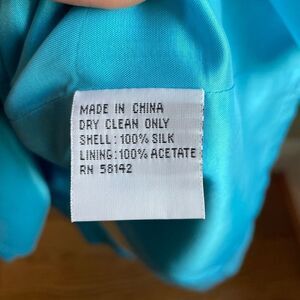 MADE IN CHINA
DRY CLEAN ONLY
SHELL: 100% SILK
LINING: 100% ACETATE
RN 58142